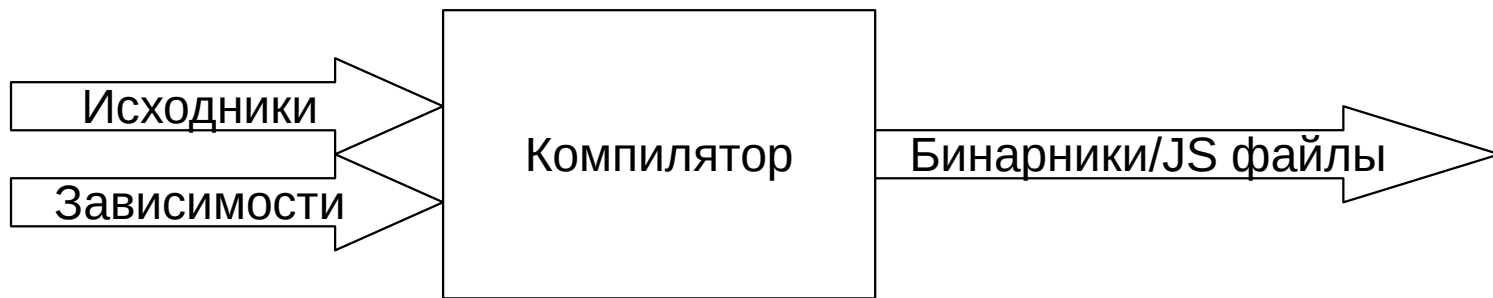 Исходники
Зависимости
Компилятор
Бинарники/JS файлы